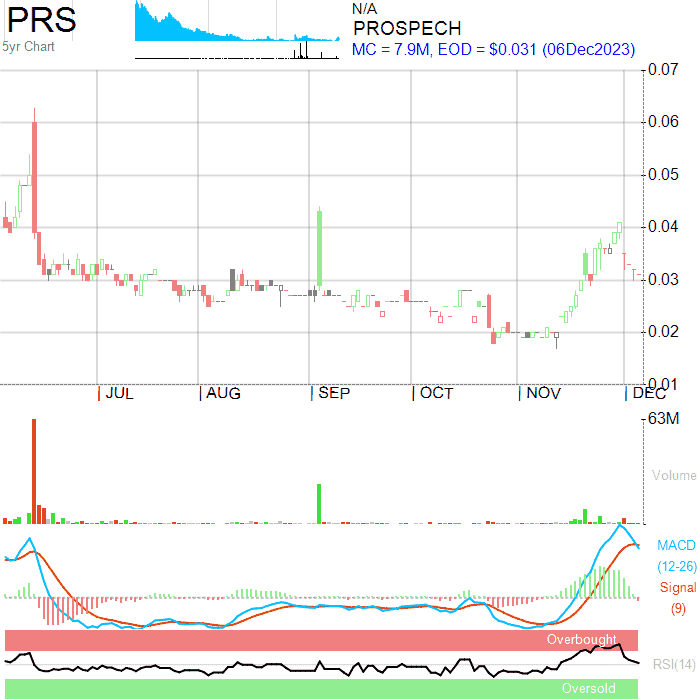 PRS
5yr Chart
N/A
PROSPECH
MC = 7.9M, EOD = $0.031 (06Dec2023)
0.07
0.06
0.05
0.04
0.03
0.02
0.01
JUL AUG SEP OCT NOV DEC
63M
Volume
MACD
(12-26)
Signal
(9)
Overbought
RSI(14)
Oversold